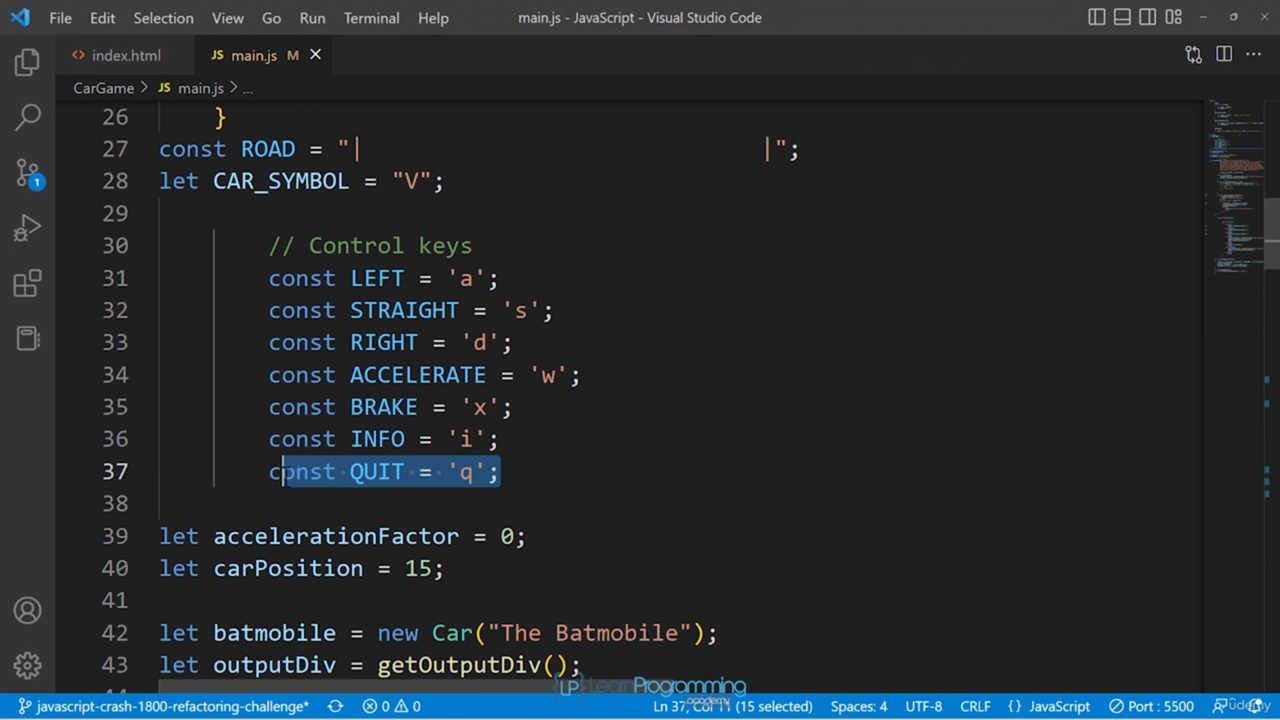 File Edit Selection View Go Run Terminal Help main.js - JavaScript - Visual Studio Code
index.html JS main.js M
CarGame > JS main.js > ...
26 }
27 const ROAD = "|                              |";
28 let CAR_SYMBOL = "V";
29
30 // Control keys
31 const LEFT = 'a';
32 const STRAIGHT = 's';
33 const RIGHT = 'd';
34 const ACCELERATE = 'w';
35 const BRAKE = 'x';
36 const INFO = 'i';
37 const QUIT = 'q';
38
39 let accelerationFactor = 0;
40 let carPosition = 15;
41
42 let batmobile = new Car("The Batmobile");
43 let outputDiv = getOutputDiv();
1
{LP} LearnProgramming
.academy
javascript-crash-1800-refactoring-challenge* 0 0 Ln 37, Col 11 (15 selected) Spaces: 4 UTF-8 CRLF {} JavaScript Port : 5500
Udemy